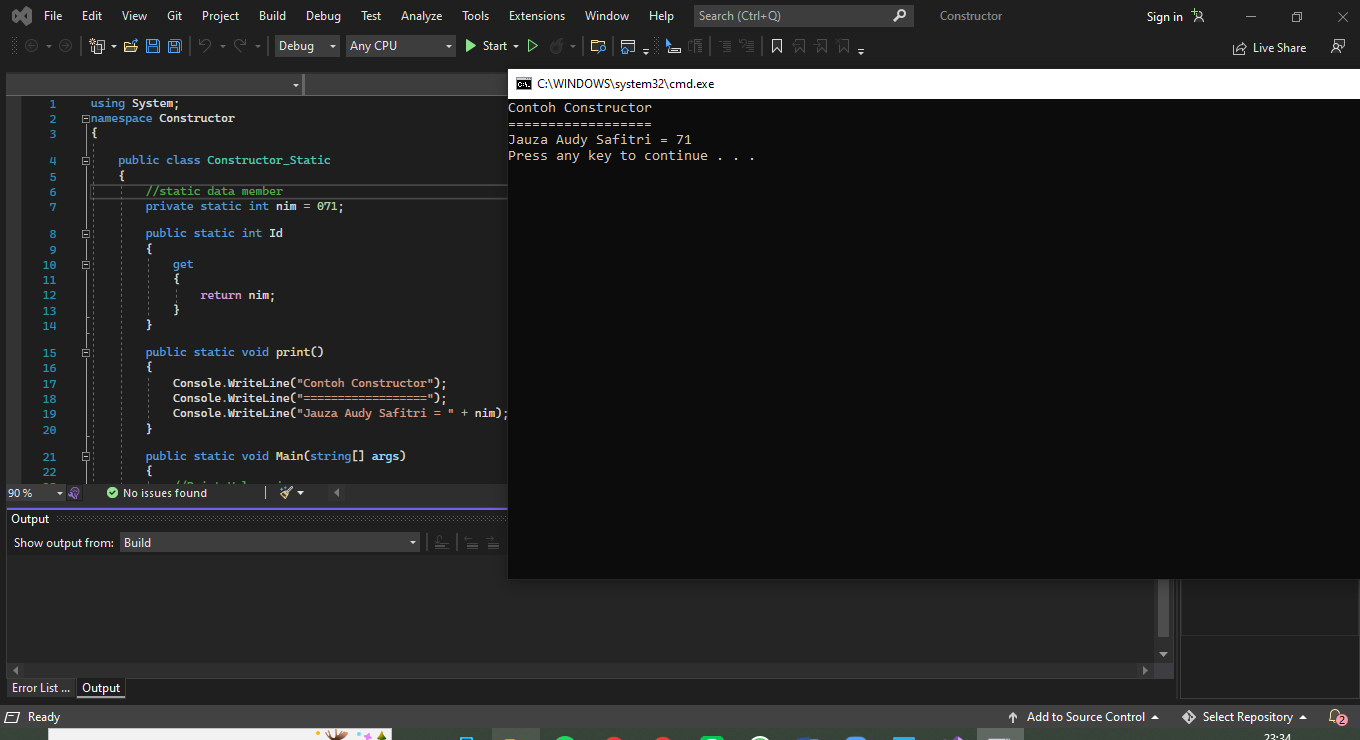 File Edit View Git Project Build Debug Test Analyze Tools Extensions Window Help Search (Ctrl+Q) Constructor Sign in
Debug Any CPU Start Live Share
C:\WINDOWS\system32\cmd.exe
Contoh Constructor
==================
Jauza Audy Safitri = 71
Press any key to continue . . .
1 using System;
2 namespace Constructor
3 {
4 public class Constructor_Static
5 {
6 //static data member
7 private static int nim = 071;
8 public static int Id
9 {
10 get
11 {
12 return nim;
13 }
14 }
15 public static void print()
16 {
17 Console.WriteLine("Contoh Constructor");
18 Console.WriteLine("==================");
19 Console.WriteLine("Jauza Audy Safitri = " + nim);
20 }
21 public static void Main(string[] args)
22 {
90 % No issues found
Output
Show output from: Build
Error List ... Output
Ready Add to Source Control Select Repository 2
23:34